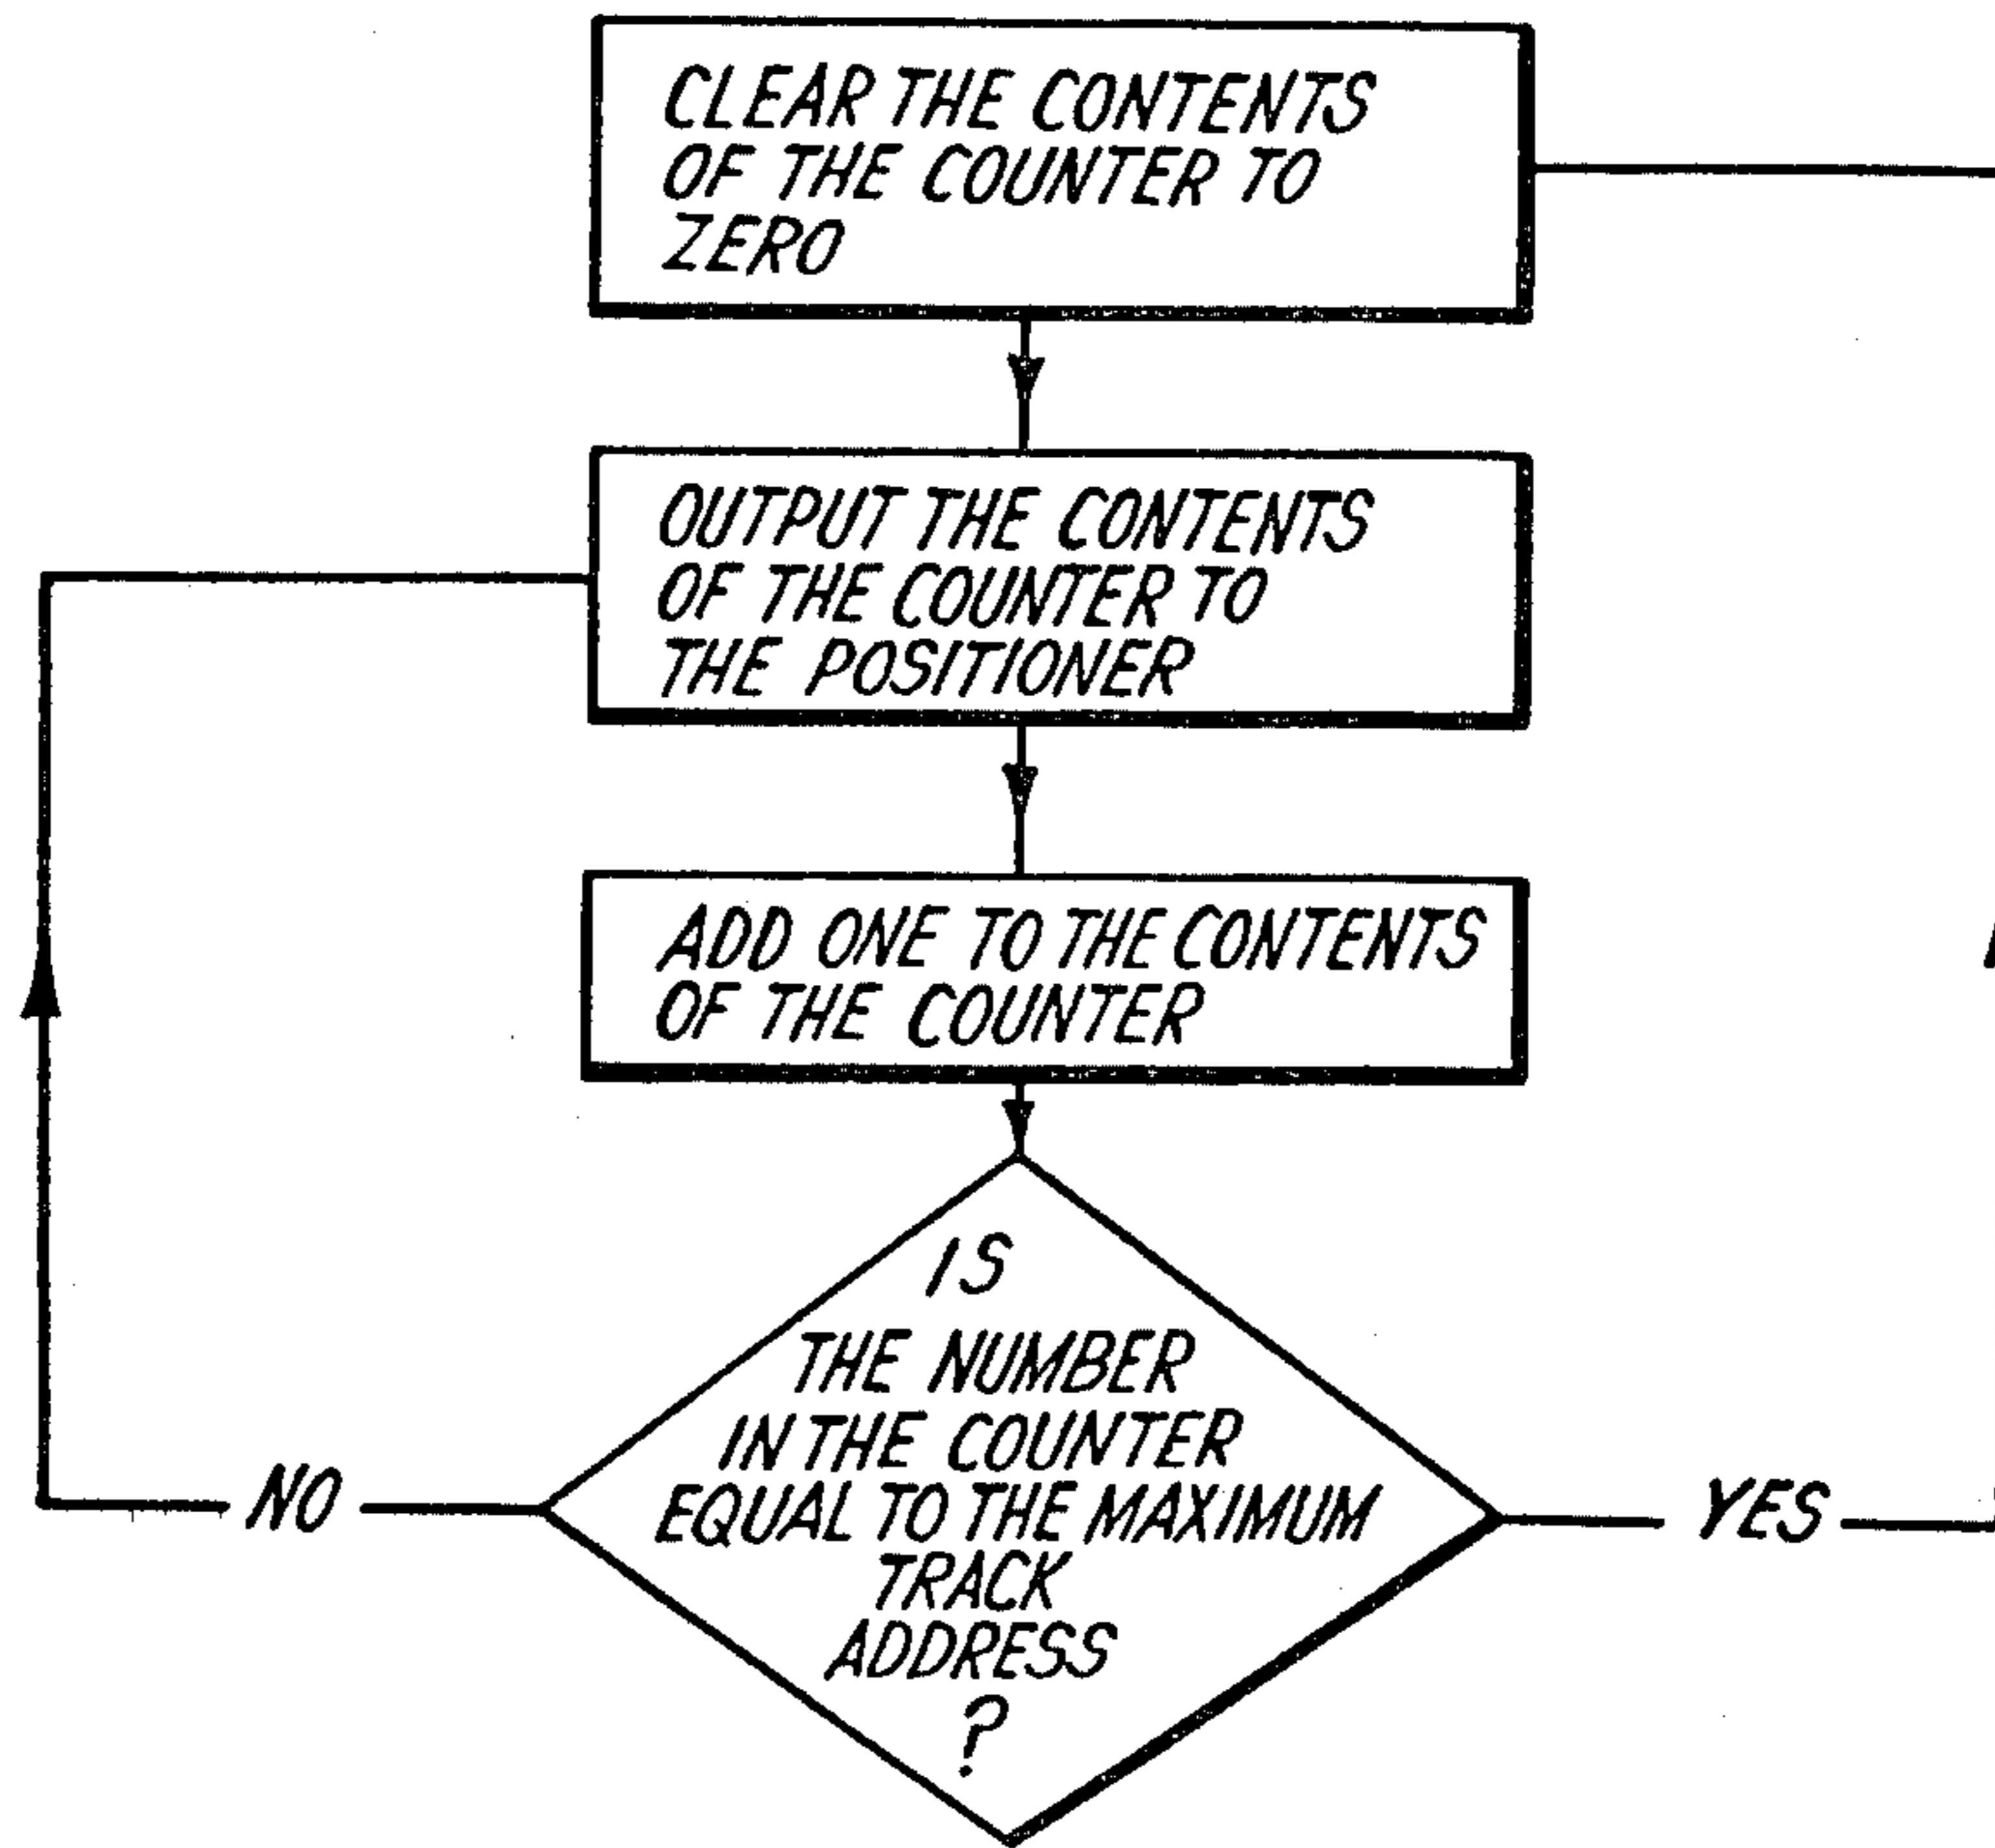 CLEAR THE CONTENTS
OF THE COUNTER TO
ZERO
OUTPUT THE CONTENTS
OF THE COUNTER TO
THE POSITIONER
ADD ONE TO THE CONTENTS
OF THE COUNTER
IS
THE NUMBER
IN THE COUNTER
EQUAL TO THE MAXIMUM
TRACK
ADDRESS
?
NO
YES